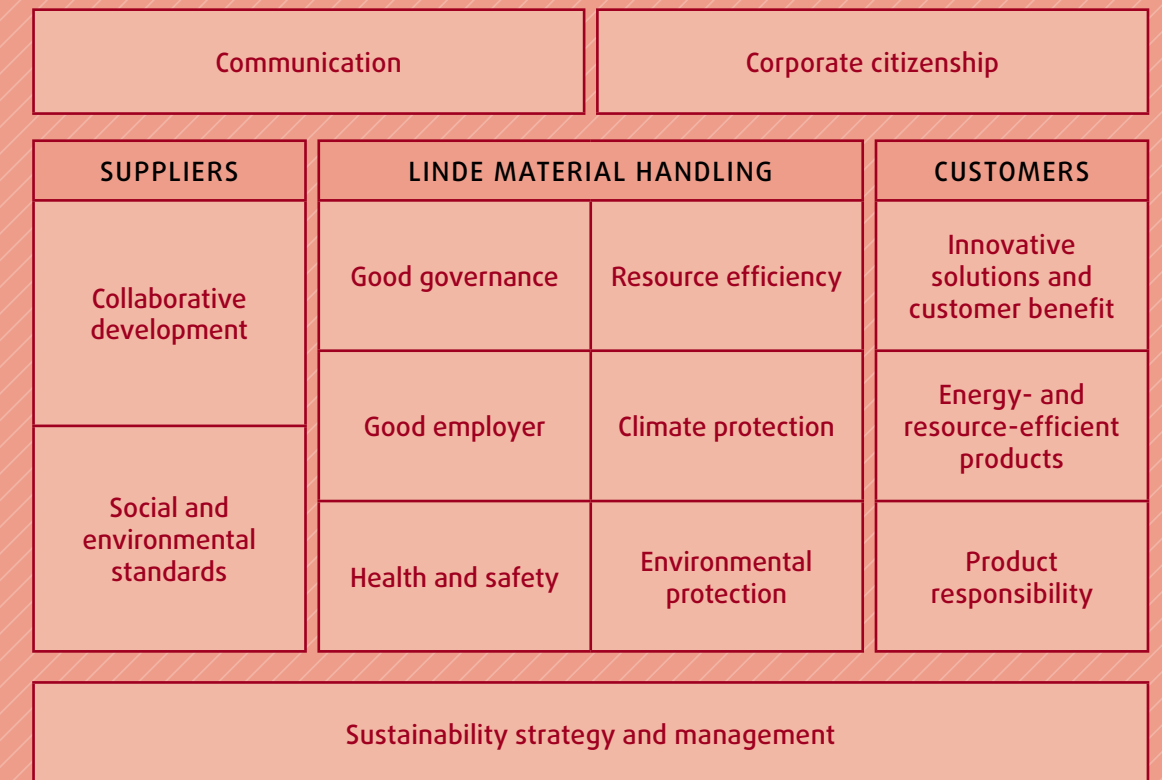 Communication
Corporate citizenship
SUPPLIERS
Collaborative
development
Social and
environmental
standards
LINDE MATERIAL HANDLING
Good governance
Resource efficiency
Good employer
Climate protection
Health and safety
Environmental
protection
CUSTOMERS
Innovative
solutions and
customer benefit
Energy- and
resource-efficient
products
Product
responsibility
Sustainability strategy and management